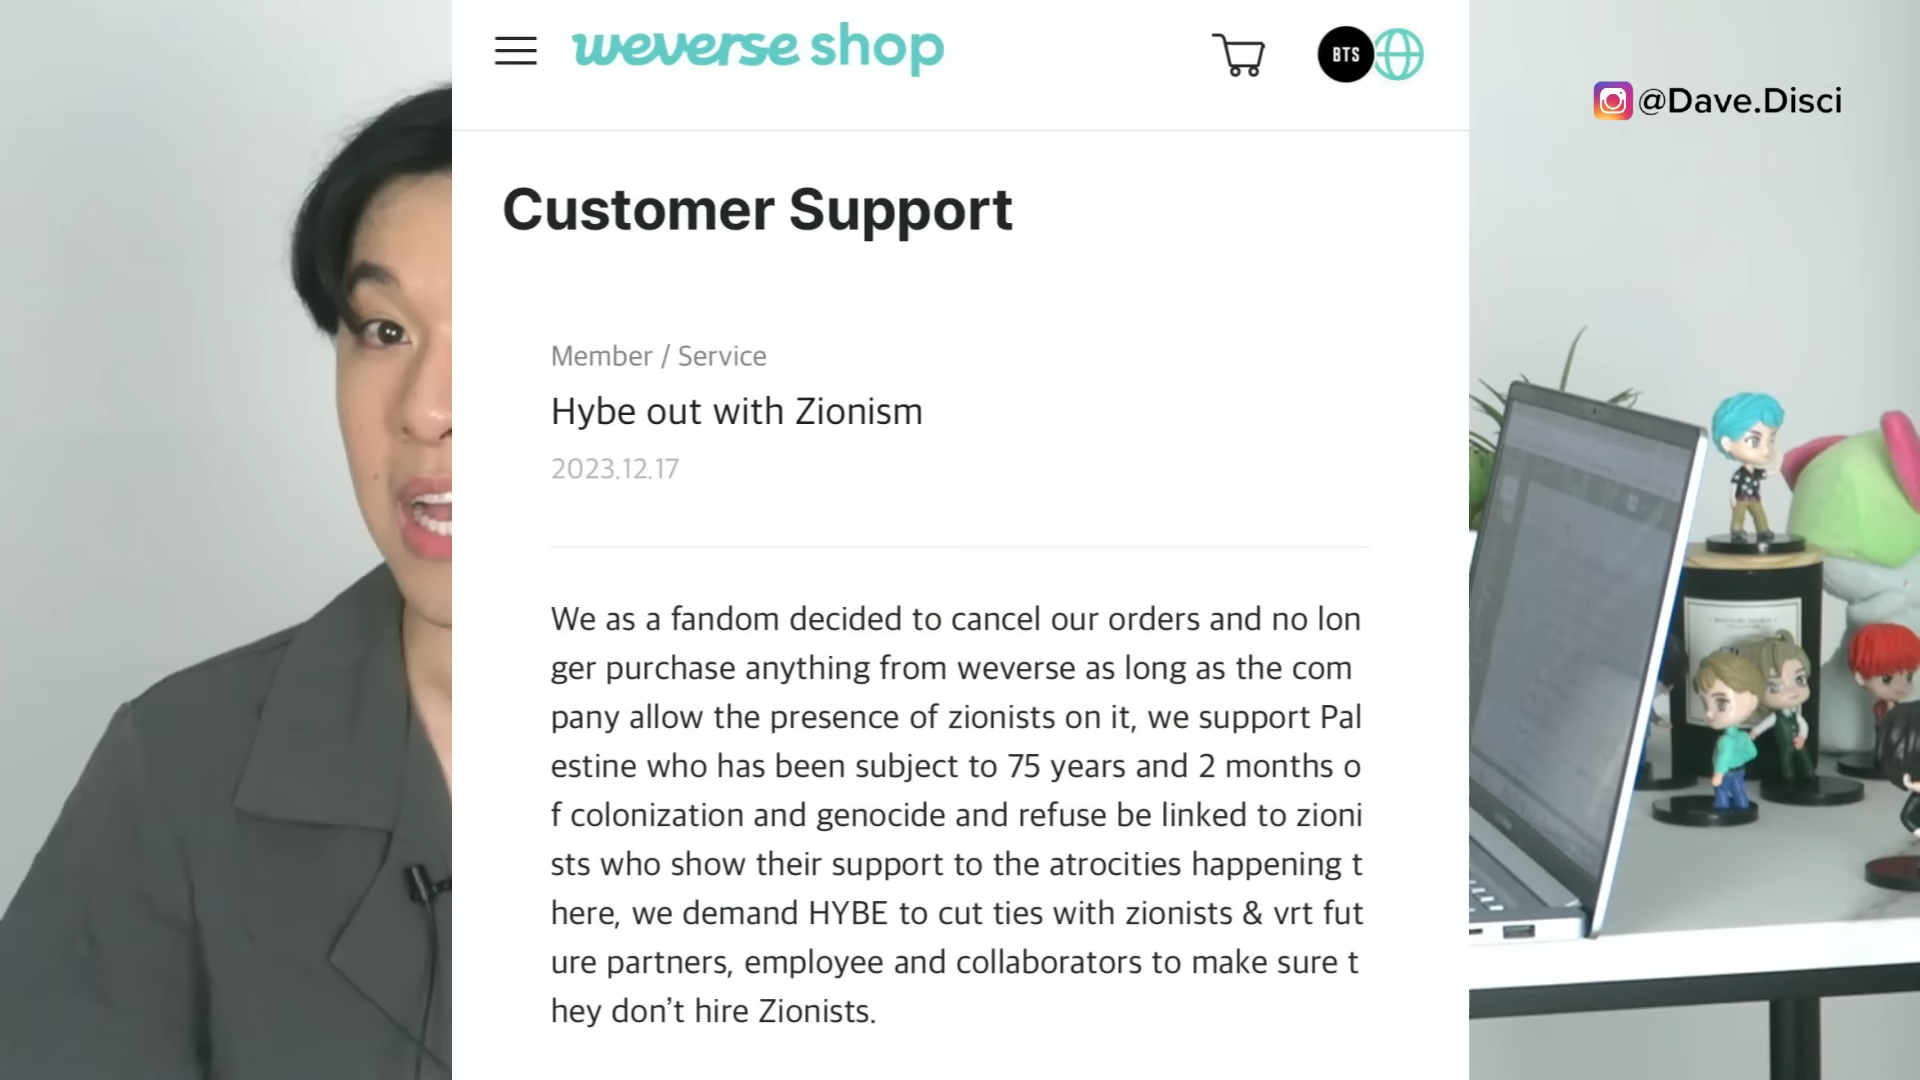 weverse shop
BTS
@Dave.Disci
Customer Support
Member / Service
Hybe out with Zionism
2023.12.17
We as a fandom decided to cancel our orders and no lon
ger purchase anything from weverse as long as the com
pany allow the presence of zionists on it, we support Pal
estine who has been subject to 75 years and 2 months o
f colonization and genocide and refuse be linked to zioni
sts who show their support to the atrocities happening t
here, we demand HYBE to cut ties with zionists & vrt fut
ure partners, employee and collaborators to make sure t
hey don't hire Zionists.